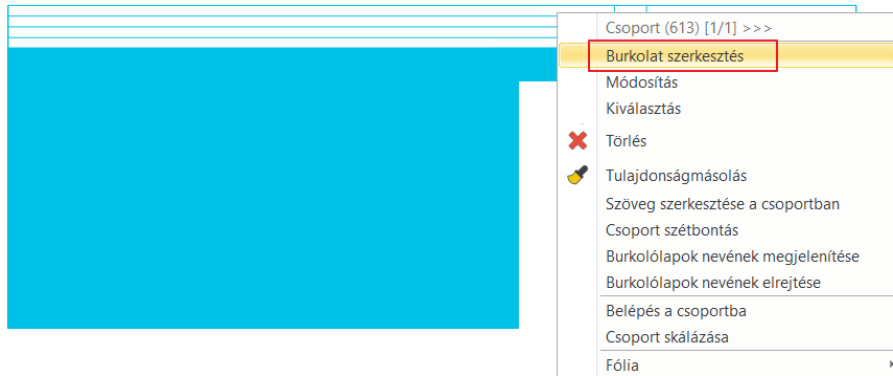 Csoport (613) [1/1] >>>
Burkolat szerkesztés
Módosítás
Kiválasztás
Törlés
Tulajdonságmásolás
Szöveg szerkesztése a csoportban
Csoport szétbontás
Burkolólapok nevének megjelenítése
Burkolólapok nevének elrejtése
Belépés a csoportba
Csoport skálázása
Fólia